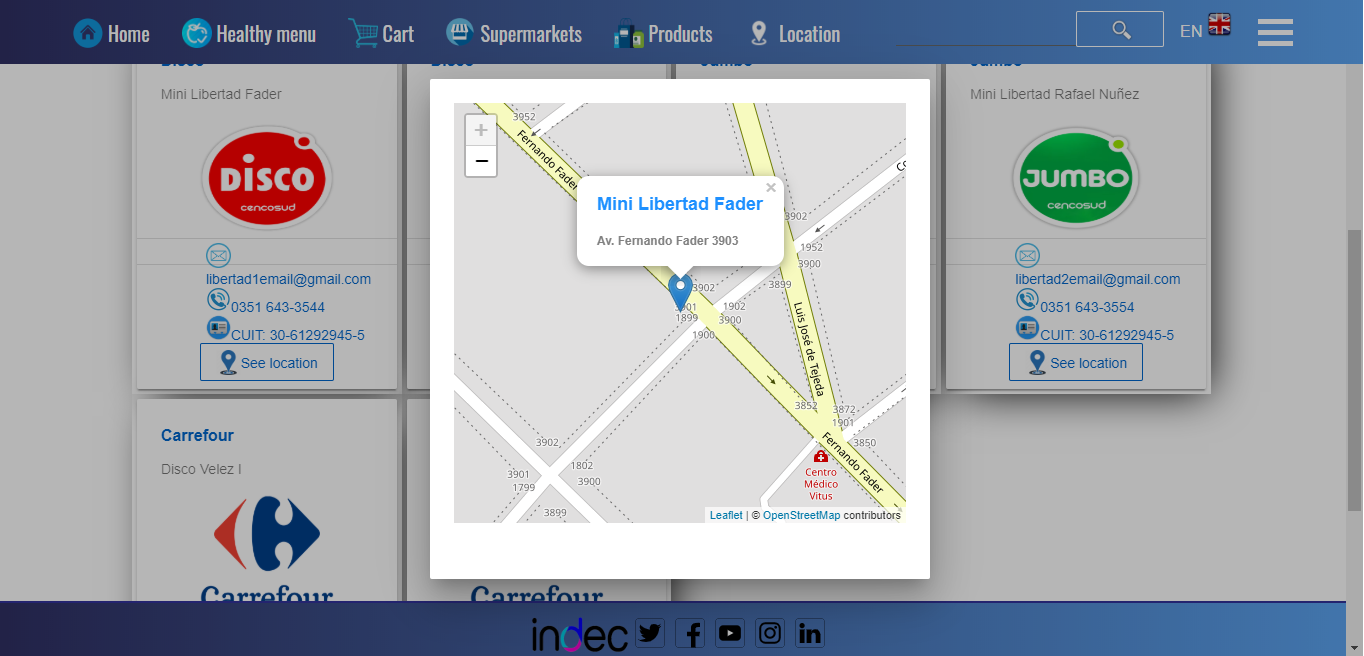 Home
Healthy menu
Cart
Supermarkets
Products
Location
EN
Disco
Disco
Jumbo
Jumbo
Mini Libertad Fader
Mini Libertad Rafael Nuñez
DISCO
cencosud
JUMBO
cencosud
libertad1email@gmail.com
0351 643-3544
CUIT: 30-61292945-5
See location
libertad2email@gmail.com
0351 643-3554
CUIT: 30-61292945-5
See location
+
−
3952
Fernando Fader
Mini Libertad Fader
×
Av. Fernando Fader 3903
3902
1952
3900
3899
3902
3901
1899
1902
3900
1900
Luis José de Tejeda
3852
3872
1901
3850
Fernando Fader
Centro
Médico
Vitus
3902
3901
1799
1802
3900
3899
Leaflet | © OpenStreetMap contributors
Carrefour
Disco Velez I
Carrefour
Carrefour
indec